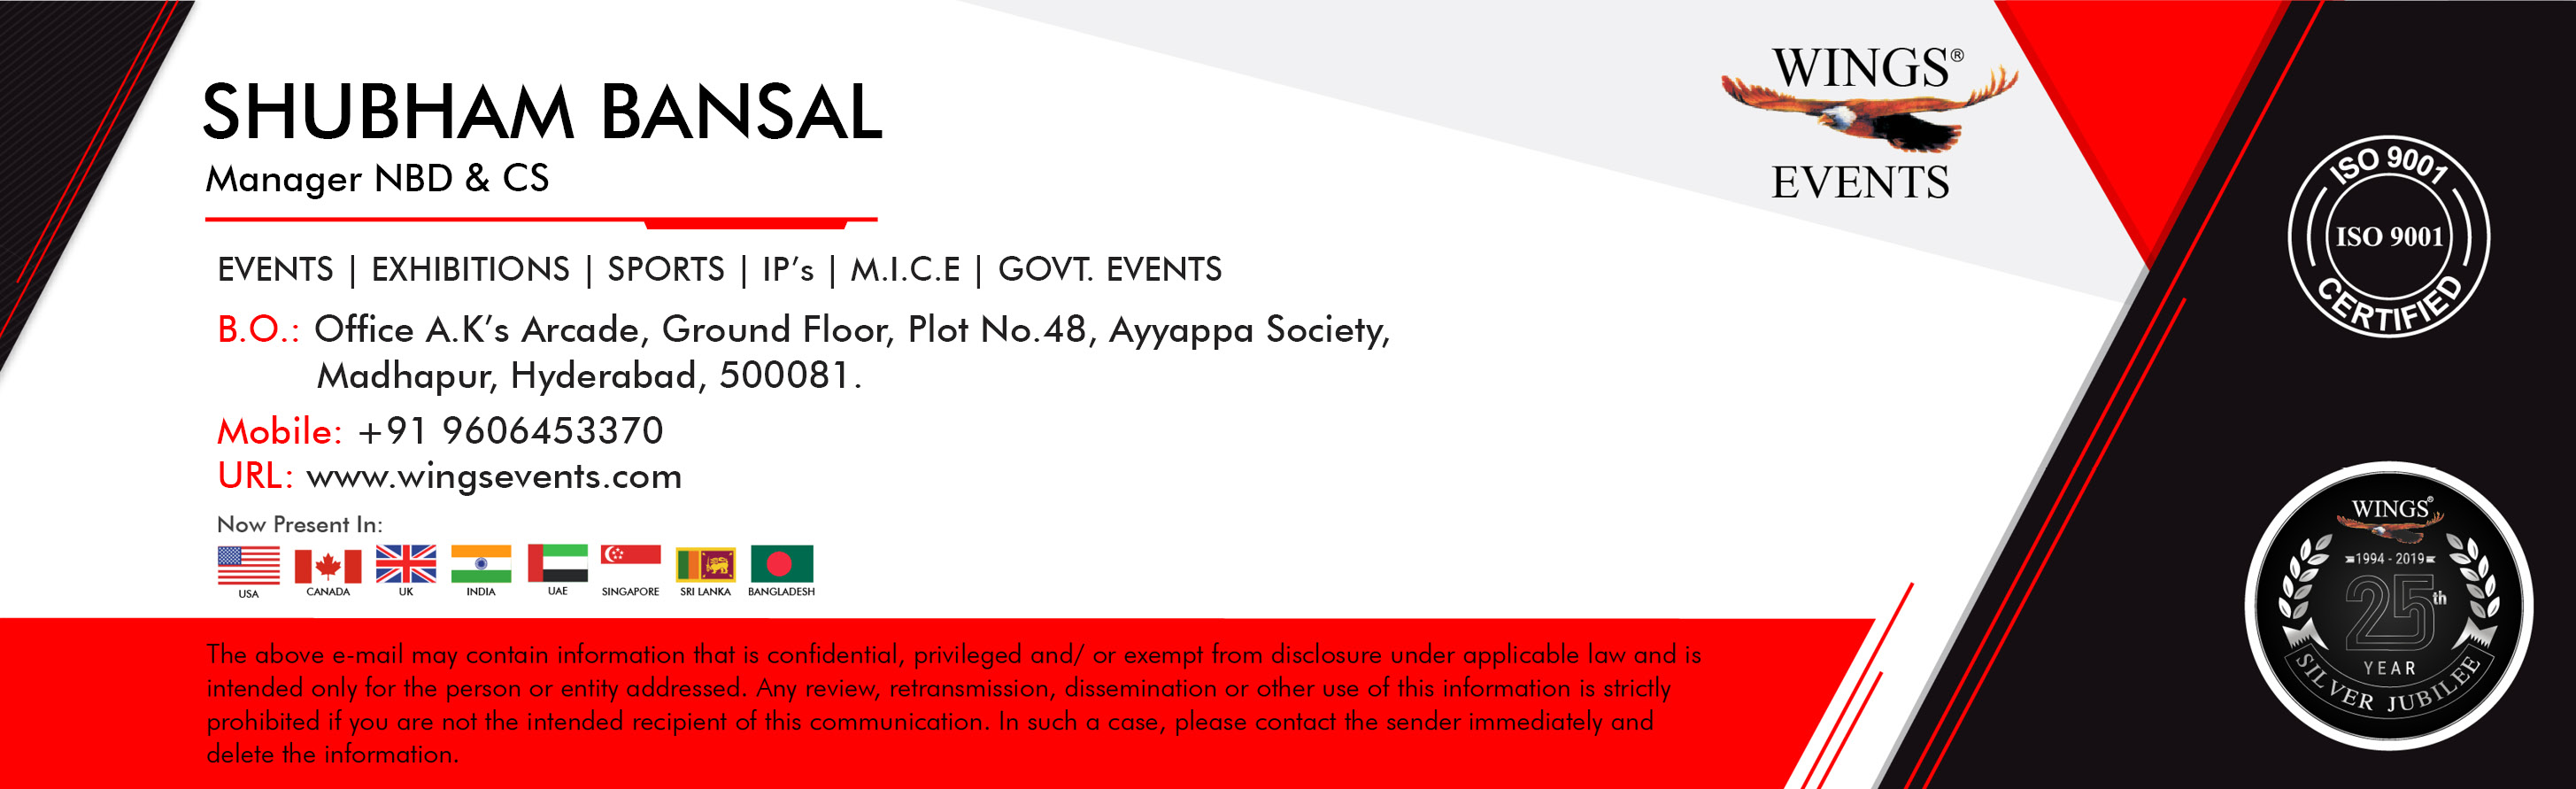 SHUBHAM BANSAL
Manager NBD & CS
EVENTS | EXHIBITIONS | SPORTS | IP’s | M.I.C.E | GOVT. EVENTS
B.O.: Office A.K’s Arcade, Ground Floor, Plot No.48, Ayyappa Society,
Madhapur, Hyderabad, 500081.
Mobile: +91 9606453370
URL: www.wingsevents.com
Now Present In:
USA CANADA UK INDIA UAE SINGAPORE SRI LANKA BANGLADESH
The above e-mail may contain information that is confidential, privileged and/ or exempt from disclosure under applicable law and is
intended only for the person or entity addressed. Any review, retransmission, dissemination or other use of this information is strictly
prohibited if you are not the intended recipient of this communication. In such a case, please contact the sender immediately and
delete the information.
WINGS®
EVENTS
ISO 9001
ISO 9001
CERTIFIED
WINGS®
1994 - 2019
25th
YEAR
SILVER JUBILEE